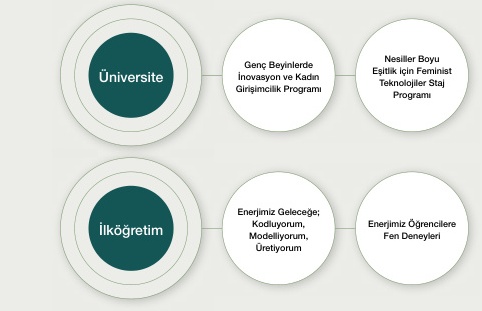 Üniversite
Genç Beyinlerde
İnovasyon ve Kadın
Girişimcilik Programı
Nesiller Boyu
Eşitlik için Feminist
Teknolojiler Staj
Programı
İlköğretim
Enerjimiz Geleceğe;
Kodluyorum,
Modelliyorum,
Üretiyorum
Enerjimiz Öğrencilere
Fen Deneyleri